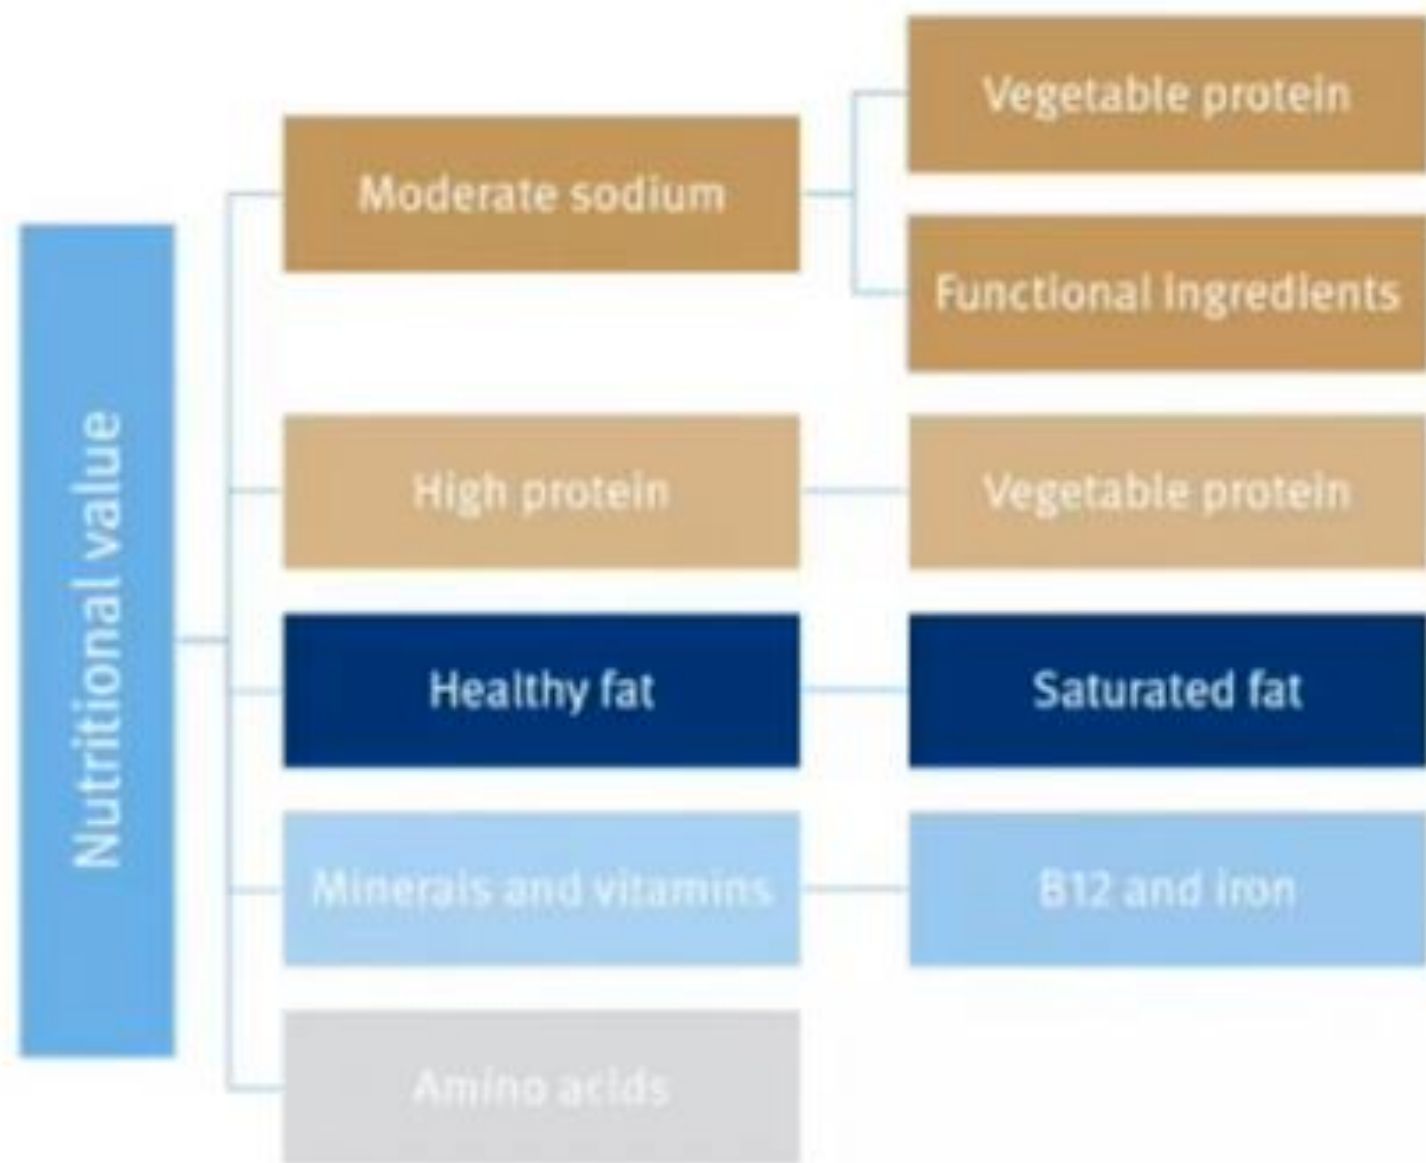 Nutritional value
Moderate sodium
Vegetable protein
Functional ingredients
High protein
Vegetable protein
Healthy fat
Saturated fat
Minerals and vitamins
B12 and iron
Amino acids